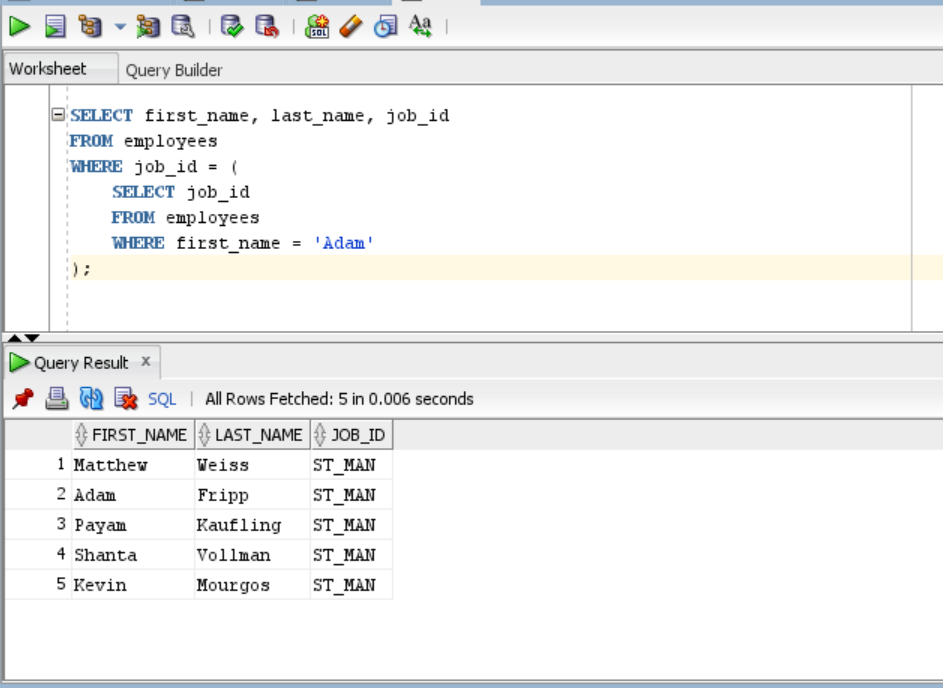 Worksheet Query Builder
SELECT first_name, last_name, job_id
FROM employees
WHERE job_id = (
SELECT job_id
FROM employees
WHERE first_name = 'Adam'
);
Query Result x
SQL | All Rows Fetched: 5 in 0.006 seconds
FIRST_NAME LAST_NAME JOB_ID
1 Matthew Weiss ST_MAN
2 Adam Fripp ST_MAN
3 Payam Kaufling ST_MAN
4 Shanta Vollman ST_MAN
5 Kevin Mourgos ST_MAN